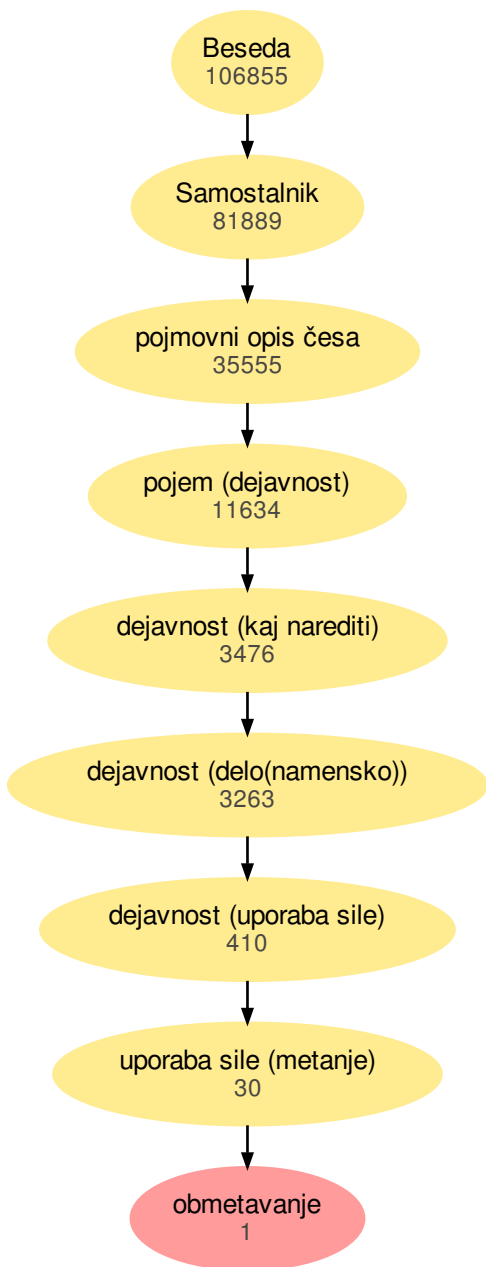 Beseda
106855
Samostalnik
81889
pojmovni opis česa
35555
pojem (dejavnost)
11634
dejavnost (kaj narediti)
3476
dejavnost (delo(namensko))
3263
dejavnost (uporaba sile)
410
uporaba sile (metanje)
30
obmetavanje
1